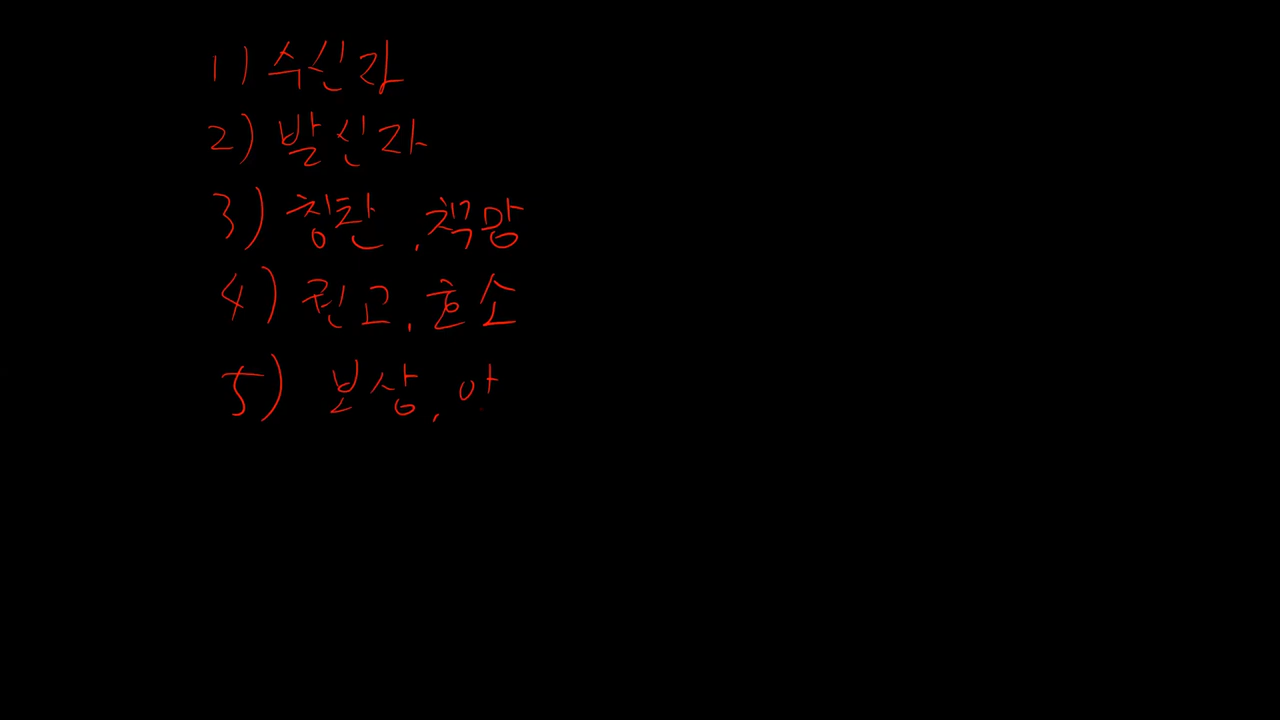 1) 수신자
2) 발신자
3) 칭찬, 책망
4) 권고, 호소
5) 보상, 야